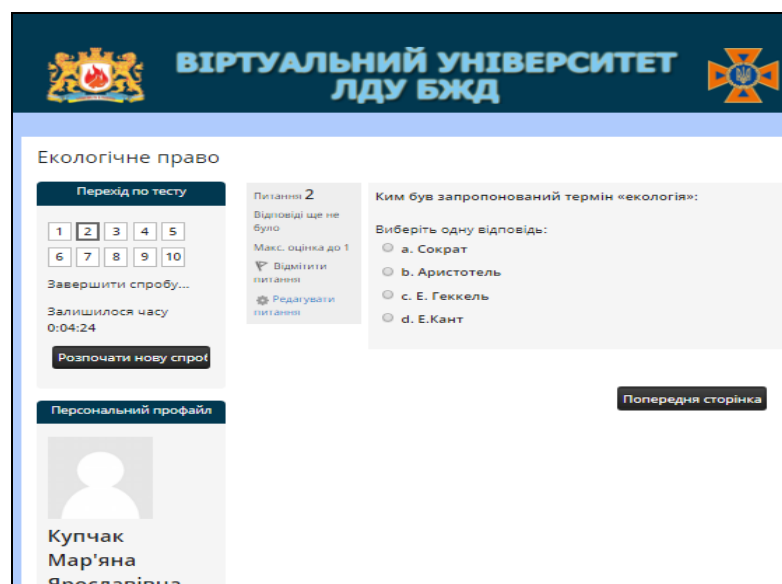 ВІРТУАЛЬНИЙ УНІВЕРСИТЕТ
ЛДУ БЖД
Екологічне право
Перехід по тесту
1 2 3 4 5
6 7 8 9 10
Завершити спробу...
Залишилося часу
0:04:24
Розпочати нову спроб
Питання 2
Відповіді ще не
було
Макс. оцінка до 1
Відмітити
питання
Редагувати
питання
Ким був запропонований термін «екологія»:
Виберіть одну відповідь:
a. Сократ
b. Аристотель
c. Е. Геккель
d. Е.Кант
Попередня сторінка
Персональний профайл
Купчак
Мар'яна
Ярославівна